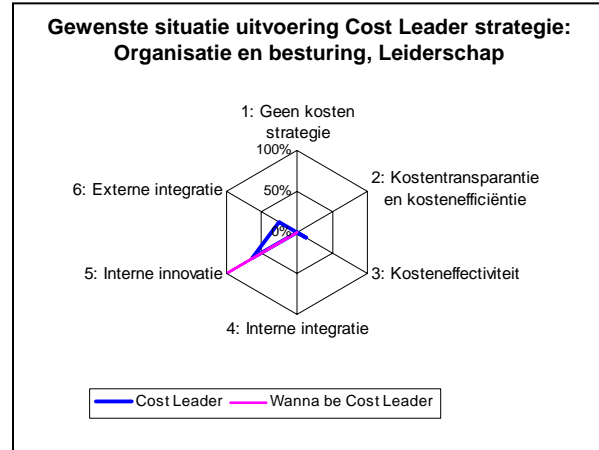 Gewenste situatie uitvoering Cost Leader strategie:
Organisatie en besturing, Leiderschap
1: Geen kosten
strategie
100%
2: Kostentransparantie
en kostenefficiëntie
6: Externe integratie
50%
0%
5: Interne innovatie
3: Kosteneffectiviteit
4: Interne integratie
Cost Leader
Wanna be Cost Leader